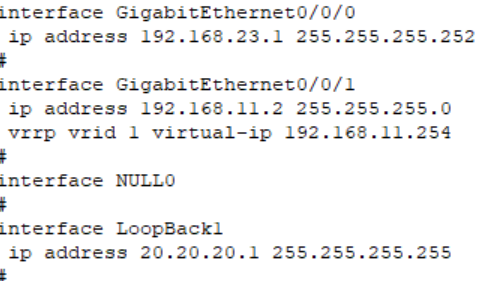 interface GigabitEthernet0/0/0
 ip address 192.168.23.1 255.255.255.252
#
interface GigabitEthernet0/0/1
 ip address 192.168.11.2 255.255.255.0
 vrrp vrid 1 virtual-ip 192.168.11.254
#
interface NULL0
#
interface LoopBack1
 ip address 20.20.20.1 255.255.255.255
#